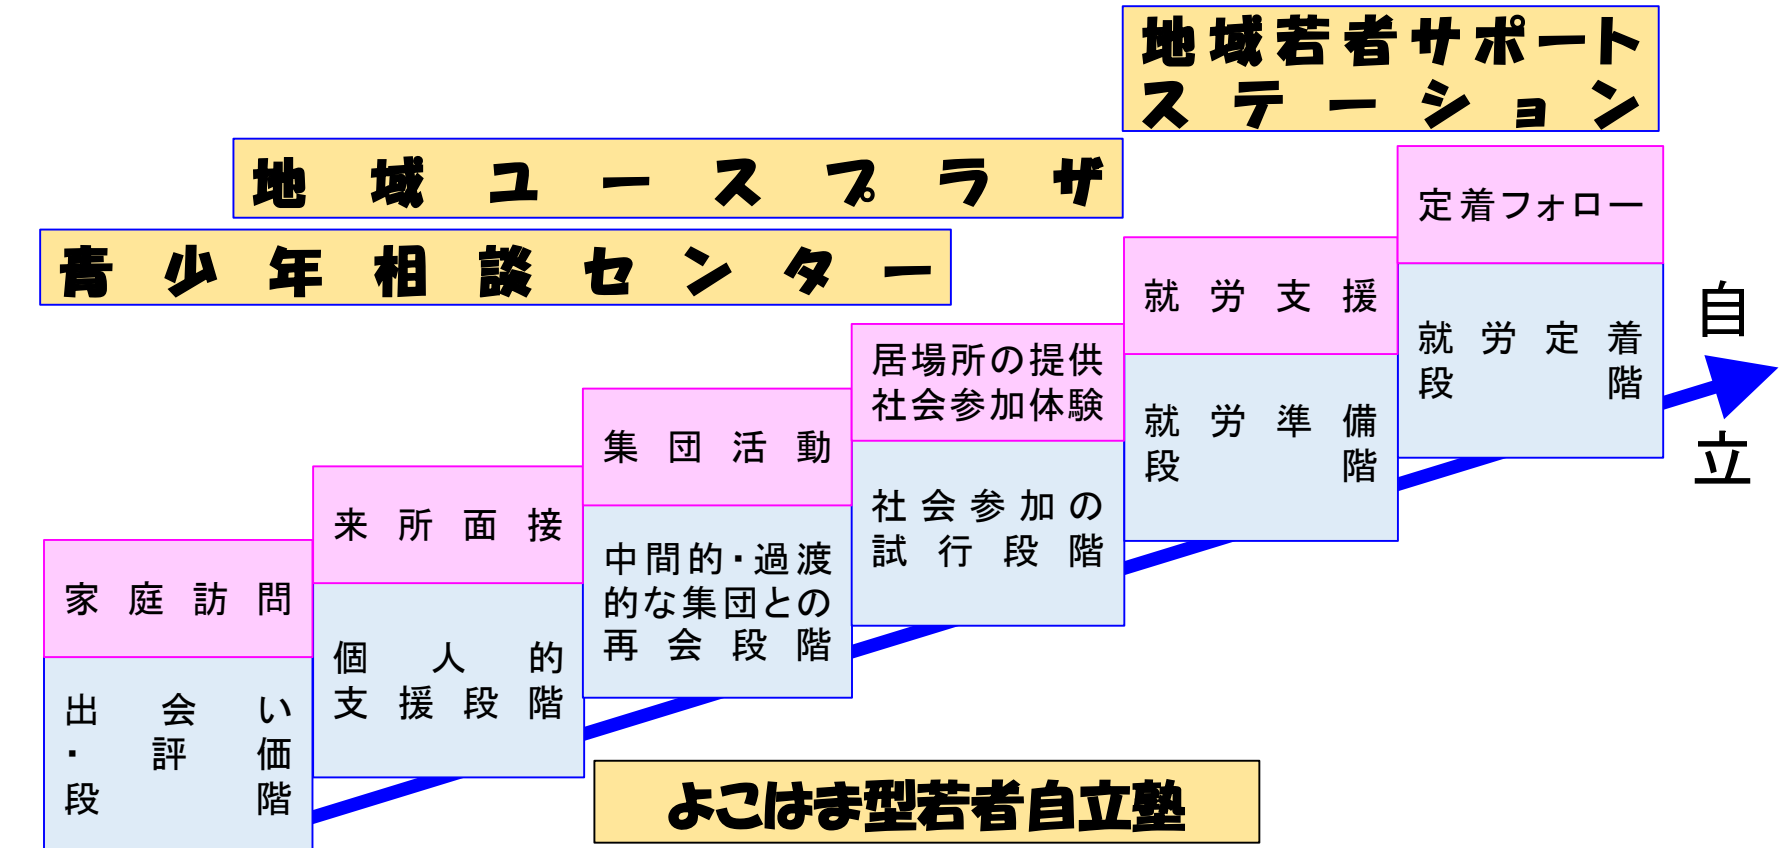 地域若者サポート
ステーション
地域ユースプラザ
青少年相談センター
定着フォロー
就労定着
段階
就労支援
就労準備
段階
居場所の提供
社会参加体験
社会参加の
試行段階
集団活動
中間的・過渡
的な集団との
再会段階
来所面接
個人的
支援段階
家庭訪問
出会い
・評価
段階
自立
よこはま型若者自立塾